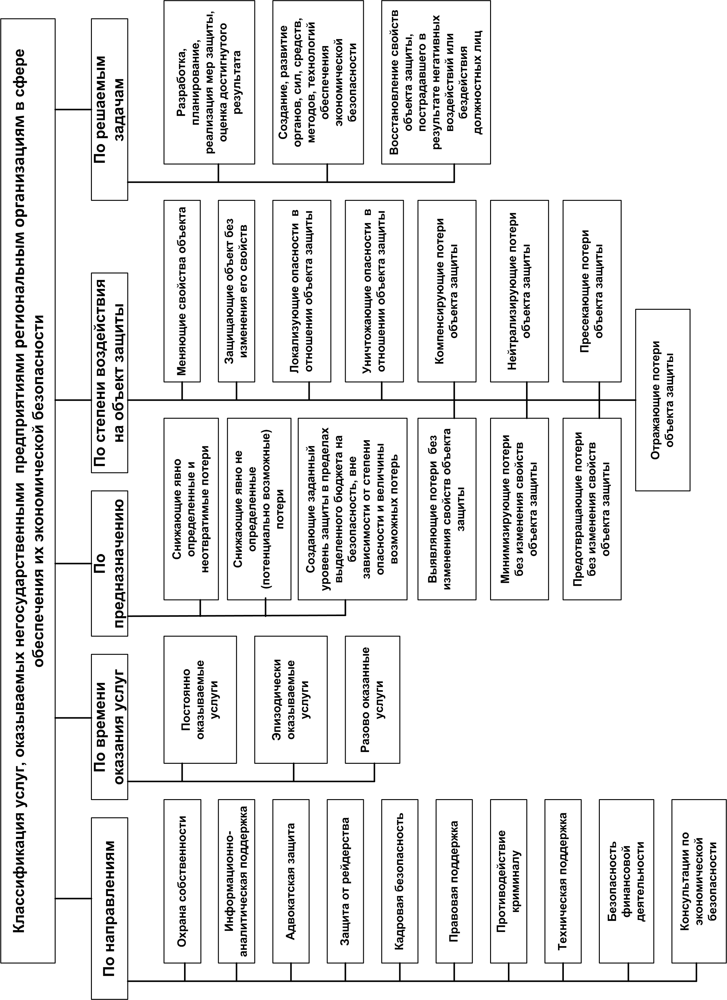 Классификация услуг, оказываемых негосударственными предприятиями региональным организациям в сфере
обеспечения их экономической безопасности
По направлениям
Охрана собственности
Информационно-
аналитическая поддержка
Адвокатская защита
Защита от рейдерства
Кадровая безопасность
Правовая поддержка
Противодействие
криминалу
Техническая поддержка
Безопасность
финансовой
деятельности
Консультации по
экономической
безопасности
По времени
оказания услуг
Постоянно
оказываемые
услуги
Эпизодически
оказываемые
услуги
Разово оказанные
услуги
По
предназначению
Снижающие явно
определенные и
неотвратимые потери
Снижающие явно не
определенные
(потенциально возможные)
потери
Создающие заданный
уровень защиты в пределах
выделенного бюджета на
безопасность, вне
зависимости от степени
опасности и величины
возможных потерь
По степени воздействия
на объект защиты
Меняющие свойства объекта
Защищающие объект без
изменения его свойств
Локализующие опасности в
отношении объекта защиты
Уничтожающие опасности в
отношении объекта защиты
Компенсирующие потери
объекта защиты
Нейтрализирующие потери
объекта защиты
Пресекающие потери
объекта защиты
Выявляющие потери без
изменения свойств объекта
защиты
Минимизирующие потери
без изменения свойств
объекта защиты
Предотвращающие потери
без изменения свойств
объекта защиты
Отражающие потери
объекта защиты
По решаемым
задачам
Разработка,
планирование,
реализация мер защиты,
оценка достигнутого
результата
Создание, развитие
органов, сил, средств,
методов, технологий
обеспечения
экономической
безопасности
Восстановление свойств
объекта защиты,
пострадавшего в
результате негативных
воздействий или
бездействия
должностных лиц